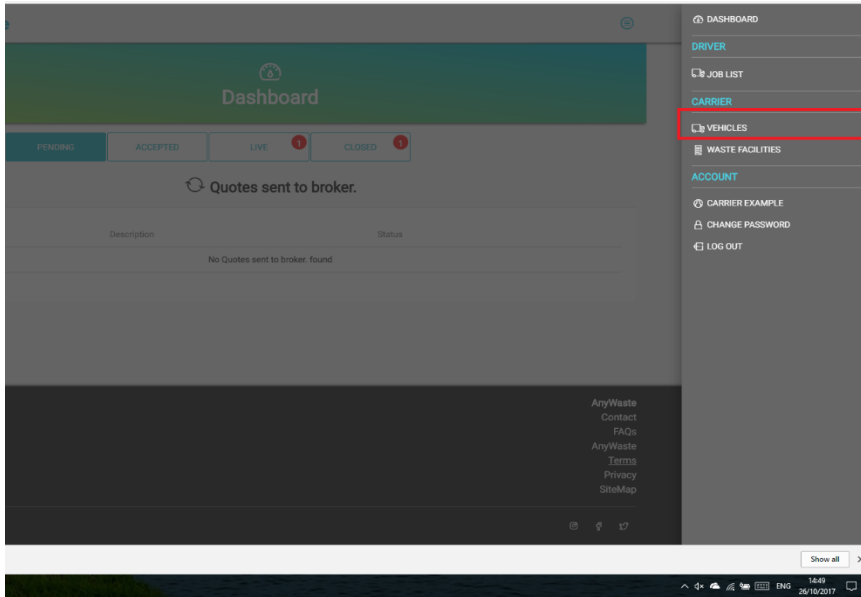 Dashboard
PENDING
ACCEPTED
LIVE 1
CLOSED 1
Quotes sent to broker.
Description Status
No Quotes sent to broker. found
AnyWaste
Contact
FAQs
AnyWaste
Terms
Privacy
SiteMap
DASHBOARD
DRIVER
JOB LIST
CARRIER
VEHICLES
WASTE FACILITIES
ACCOUNT
CARRIER EXAMPLE
CHANGE PASSWORD
LOG OUT
Show all
ENG
14:49
26/10/2017